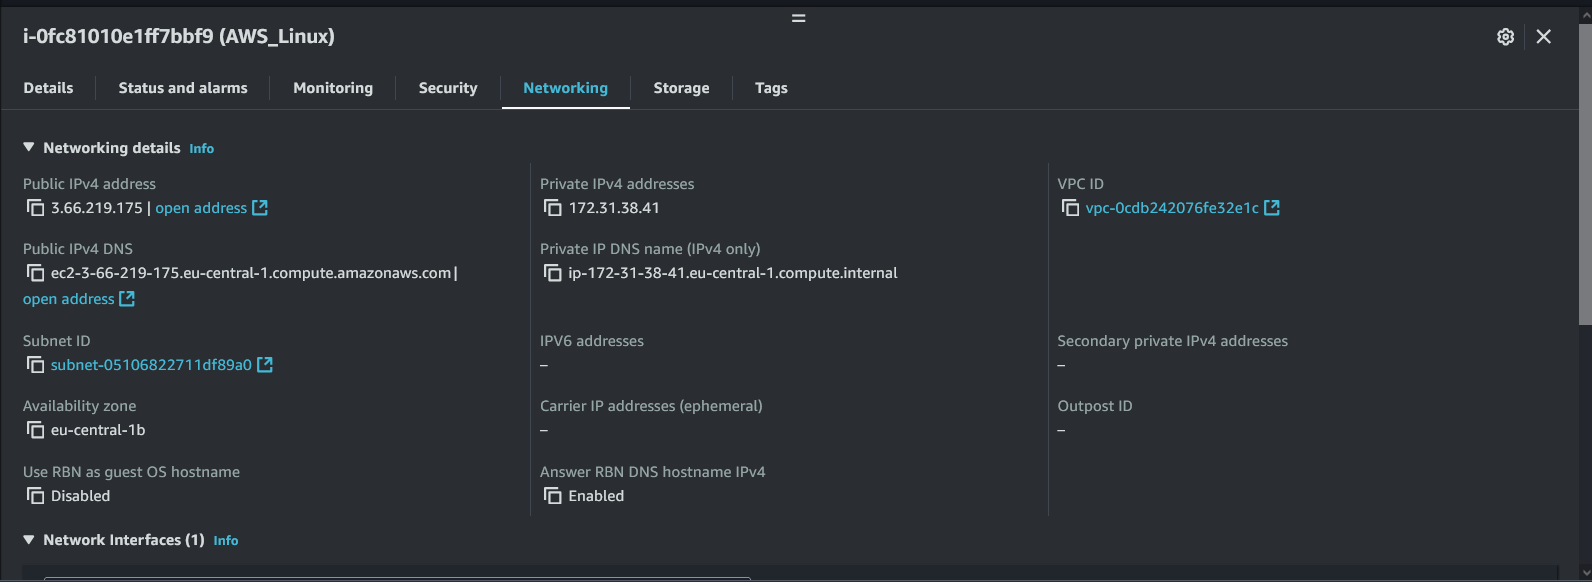 i-0fc81010e1ff7bbf9 (AWS_Linux)
Details Status and alarms Monitoring Security Networking Storage Tags
Networking details Info
Public IPv4 address
3.66.219.175 | open address
Private IPv4 addresses
172.31.38.41
VPC ID
vpc-0cdb242076fe32e1c
Public IPv4 DNS
ec2-3-66-219-175.eu-central-1.compute.amazonaws.com |
open address
Private IP DNS name (IPv4 only)
ip-172-31-38-41.eu-central-1.compute.internal
Subnet ID
subnet-05106822711df89a0
IPV6 addresses
–
Secondary private IPv4 addresses
–
Availability zone
eu-central-1b
Carrier IP addresses (ephemeral)
–
Outpost ID
–
Use RBN as guest OS hostname
Disabled
Answer RBN DNS hostname IPv4
Enabled
Network Interfaces (1) Info